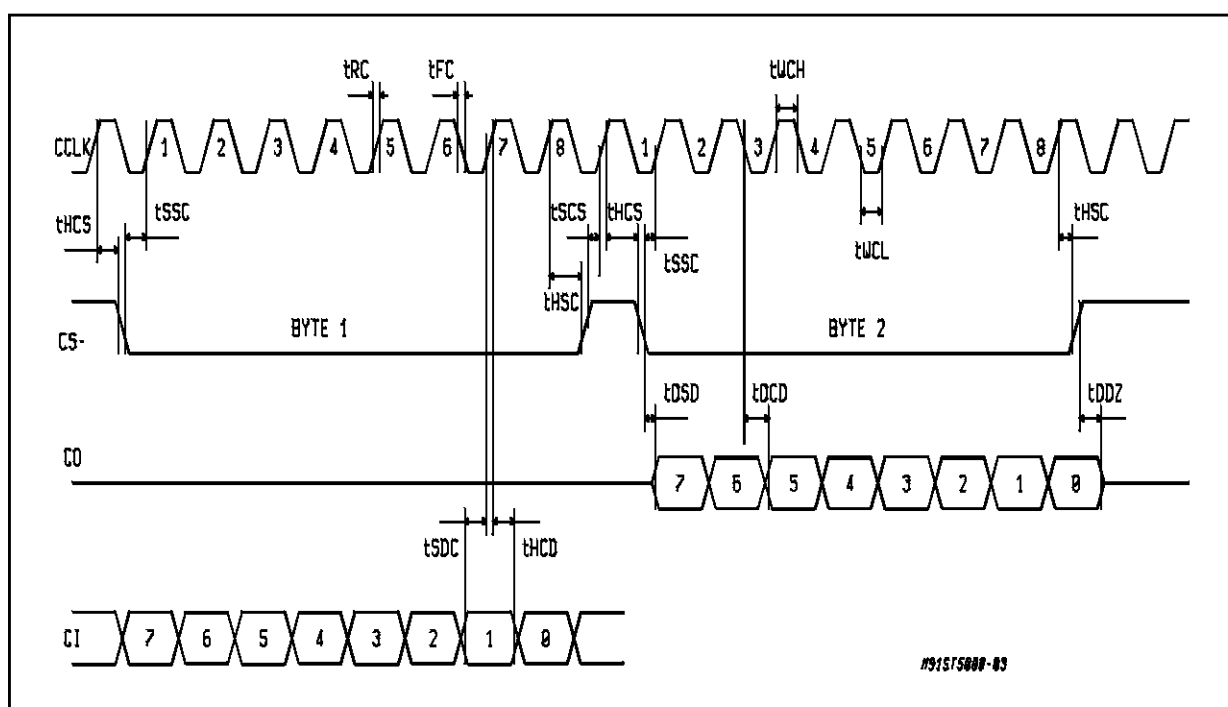 tRC tFC tWCH
CCLK 1 2 3 4 5 6 7 8 1 2 3 4 5 6 7 8
tHCS tSSC tSCS tHCS tSSC tWCL tHSC
tHSC
CS- BYTE 1 BYTE 2
tDSD tDCD tDDZ
CO 7 6 5 4 3 2 1 0
tSDC tHCD
CI 7 6 5 4 3 2 1 0
M91ST5080-03